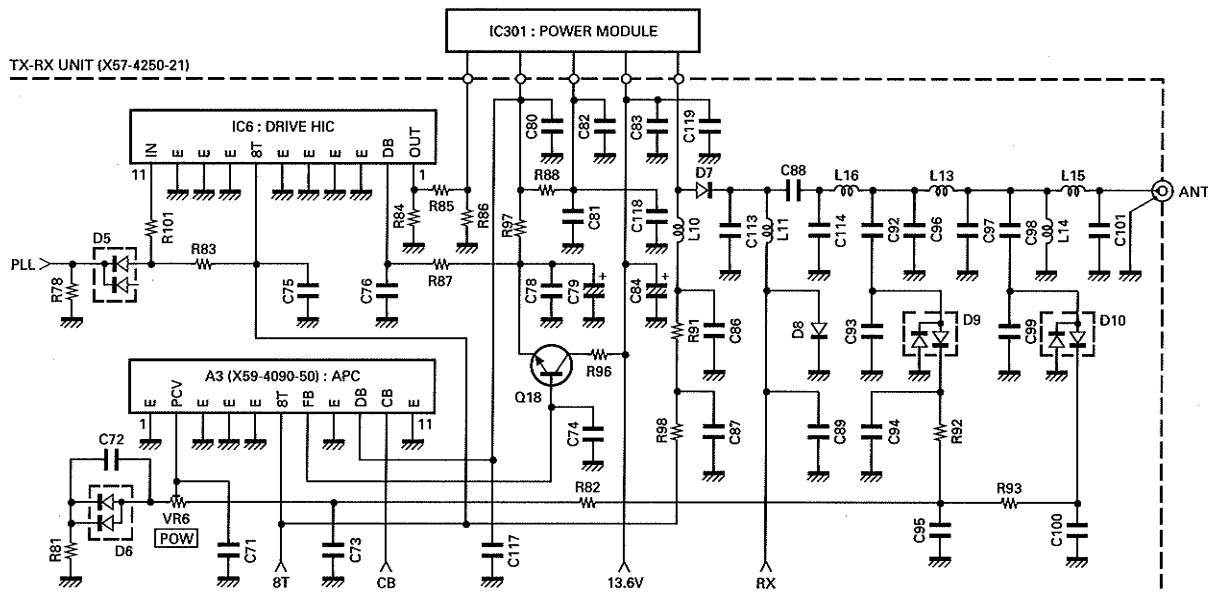 IC301 : POWER MODULE
TX-RX UNIT (X57-4250-21)
IC6 : DRIVE HIC
IN
E
E
E
8T
E
E
E
E
DB
OUT
11
1
C80
C82
C83
C119
R101
R84
R85
R86
R88
R97
C81
C118
L10
D7
C113
L11
C88
C114
L16
C92
C96
L13
C97
C98
L14
L15
C101
ANT
PLL
R78
D5
R83
C75
C76
R87
C78
C79
+
C84
+
R91
C86
D8
C93
D9
C99
D10
A3 (X59-4090-50) : APC
E
PCV
E
E
E
8T
FB
E
DB
CB
E
1
11
Q18
R96
C74
R98
C87
C89
C94
R92
C72
D6
R81
VR6
POW
C71
C73
R82
C117
R93
C95
C100
8T
CB
13.6V
RX